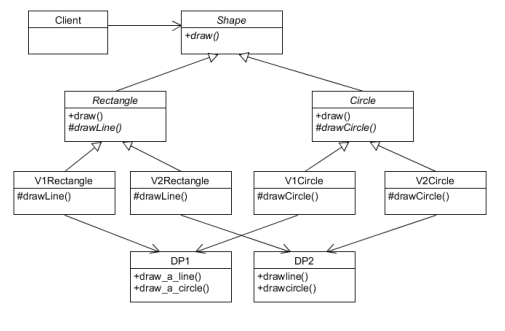 Client
Shape
+draw()
Rectangle
+draw()
#drawLine()
Circle
+draw()
#drawCircle()
V1Rectangle
#drawLine()
V2Rectangle
#drawLine()
V1Circle
#drawCircle()
V2Circle
#drawCircle()
DP1
+draw_a_line()
+draw_a_circle()
DP2
+drawline()
+drawcircle()